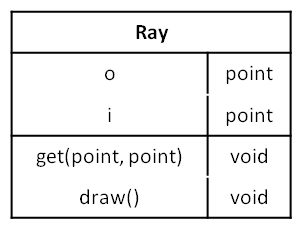 Ray
o point
i point
get(point, point) void
draw() void